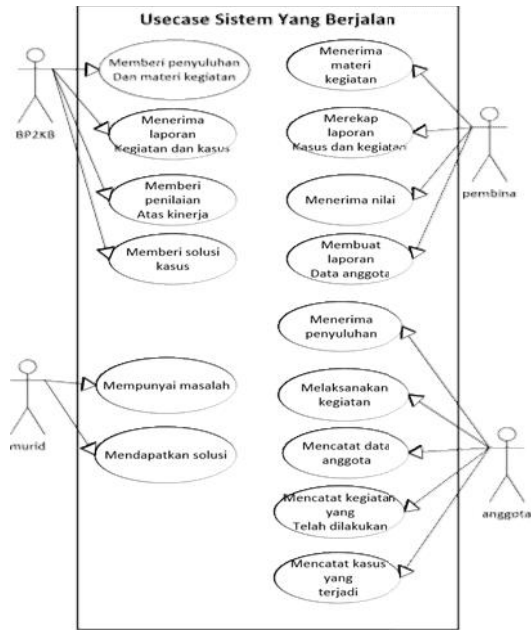 Usecase Sistem Yang Berjalan
Memberi penyuluhan
Dan materi kegiatan
Menerima
laporan
Kegiatan dan kasus
Memberi
penilaian
Atas kinerja
Memberi solusi
kasus
BP2KB
Menerima
materi
kegiatan
Merekap
laporan
Kasus dan kegiatan
Menerima nilai
Membuat
laporan
Data anggota
pembina
Mempunyai masalah
Mendapatkan solusi
murid
Menerima
penyuluhan
Melaksanakan
kegiatan
Mencatat data
anggota
Mencatat kegiatan
yang
Telah dilakukan
Mencatat kasus
yang
terjadi
anggota